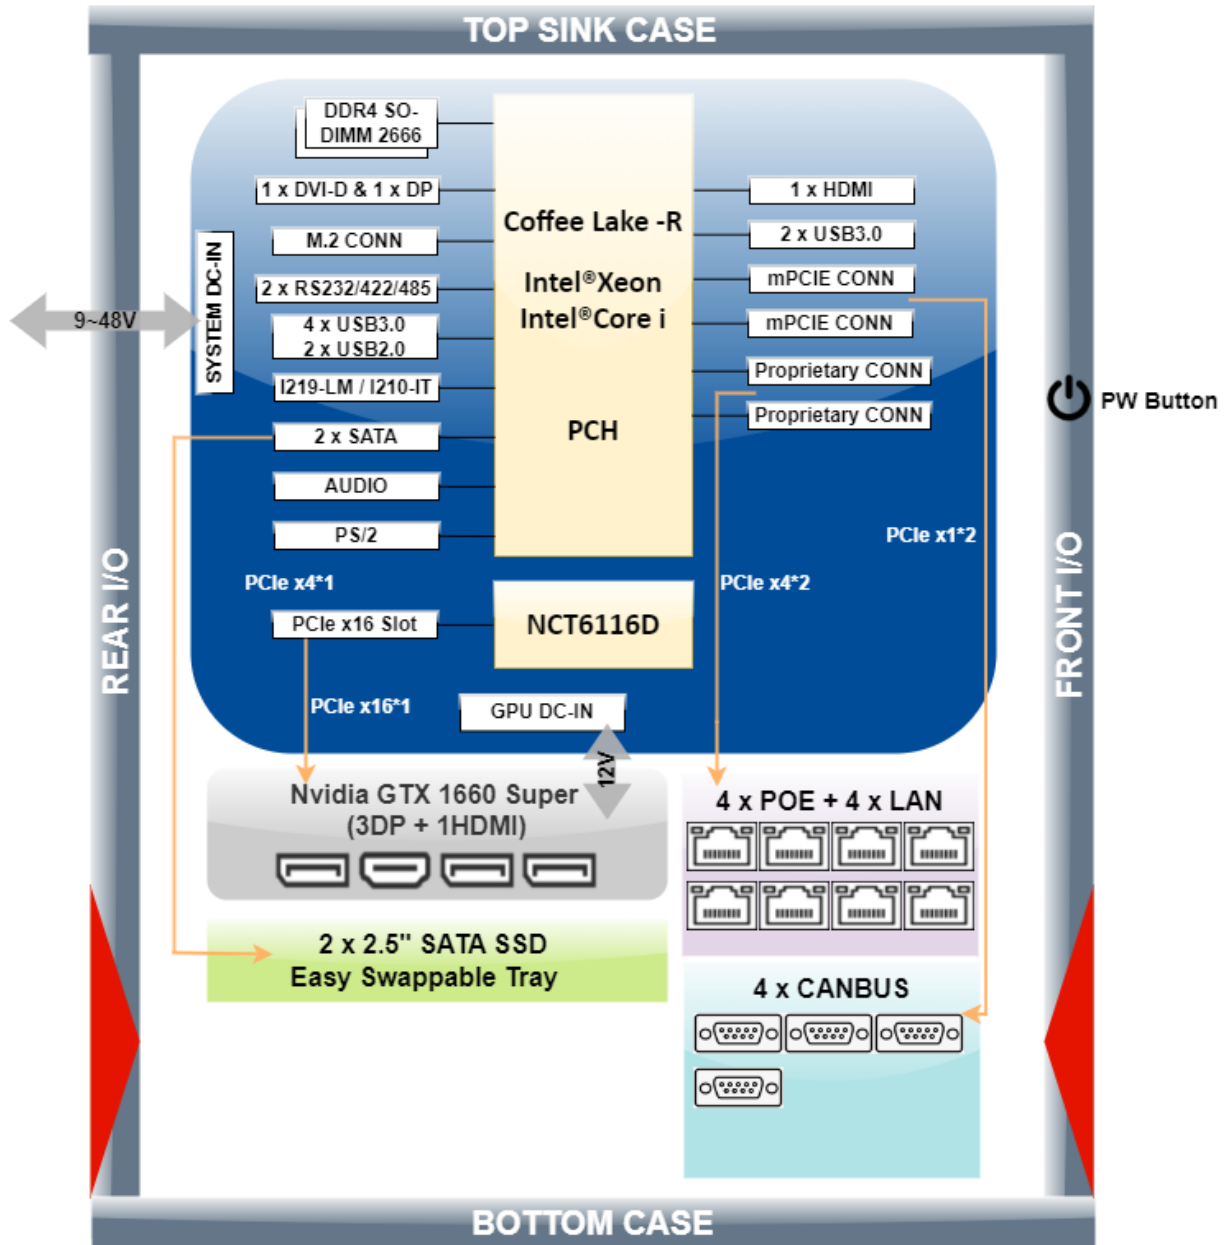 TOP SINK CASE
DDR4 SO-
DIMM 2666
1 x DVI-D & 1 x DP
M.2 CONN
2 x RS232/422/485
4 x USB3.0
2 x USB2.0
I219-LM / I210-IT
2 x SATA
AUDIO
PS/2
PCIe x4*1
PCIe x16 Slot
PCIe x16*1
SYSTEM DC-IN
9~48V
REAR I/O
Coffee Lake -R
Intel®Xeon
Intel®Core i
PCH
NCT6116D
GPU DC-IN
12V
1 x HDMI
2 x USB3.0
mPCIE CONN
mPCIE CONN
Proprietary CONN
Proprietary CONN
PCIe x1*2
PCIe x4*2
PW Button
FRONT I/O
Nvidia GTX 1660 Super
(3DP + 1HDMI)
2 x 2.5" SATA SSD
Easy Swappable Tray
4 x POE + 4 x LAN
4 x CANBUS
BOTTOM CASE